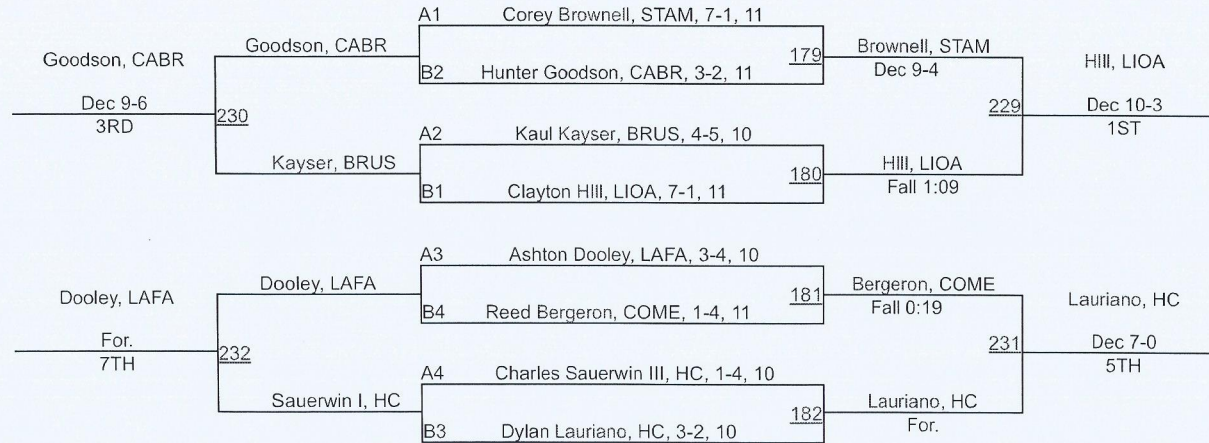 A1 Corey Brownell, STAM, 7-1, 11
Goodson, CABR 179 Brownell, STAM
Goodson, CABR B2 Hunter Goodson, CABR, 3-2, 11 Dec 9-4 HIll, LIOA
Dec 9-6 230 229 Dec 10-3
3RD A2 Kaul Kayser, BRUS, 4-5, 10 1ST
Kayser, BRUS 180 HIll, LIOA
B1 Clayton HIll, LIOA, 7-1, 11 Fall 1:09
A3 Ashton Dooley, LAFA, 3-4, 10
Dooley, LAFA Dooley, LAFA 181 Bergeron, COME Lauriano, HC
B4 Reed Bergeron, COME, 1-4, 11 Fall 0:19
For. 232 231 Dec 7-0
7TH A4 Charles Sauerwin III, HC, 1-4, 10 5TH
Sauerwin I, HC 182 Lauriano, HC
B3 Dylan Lauriano, HC, 3-2, 10 For.